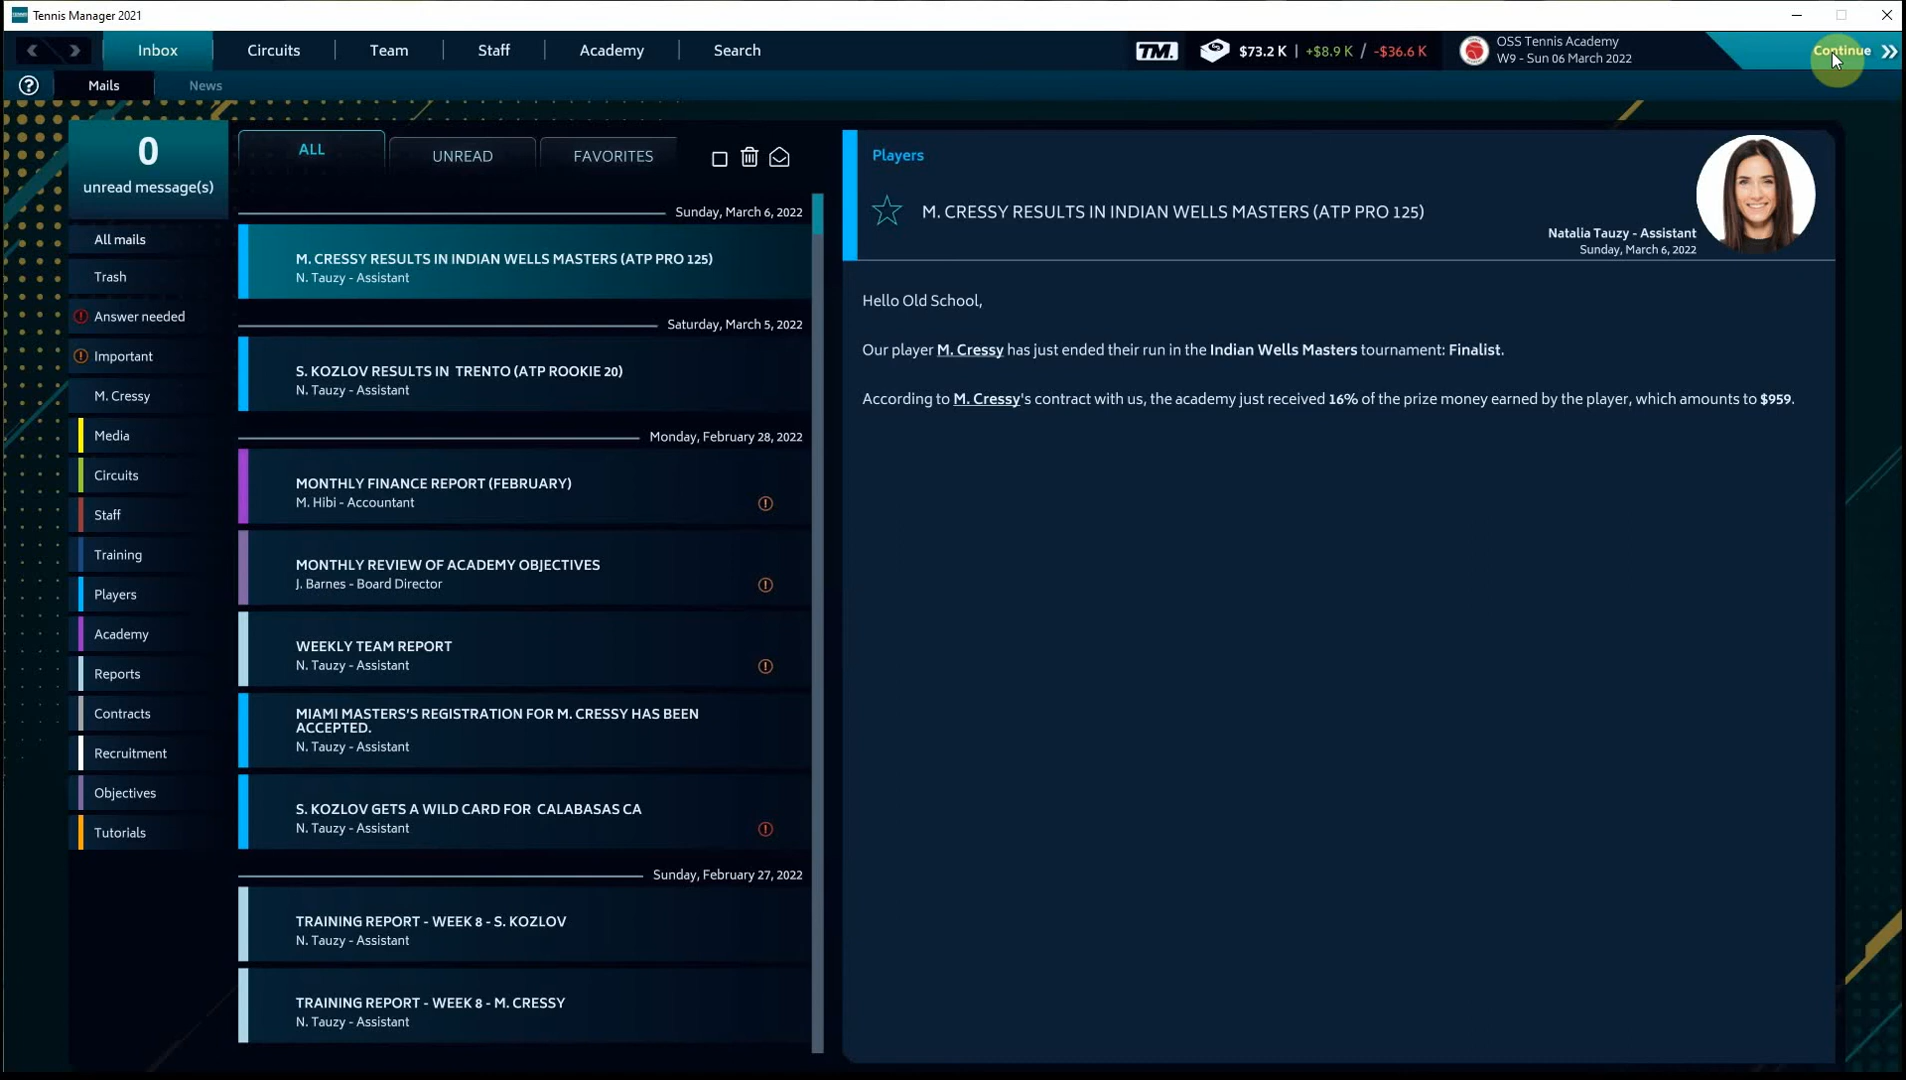 Tennis Manager 2021
Inbox
Circuits
Team
Staff
Academy
Search
TM.
$73.2 K | +$8.9 K / -$36.6 K
OSS Tennis Academy
W9 - Sun 06 March 2022
Continue
Mails
News
0
unread message(s)
All mails
Trash
Answer needed
Important
M. Cressy
Media
Circuits
Staff
Training
Players
Academy
Reports
Contracts
Recruitment
Objectives
Tutorials
ALL
UNREAD
FAVORITES
Sunday, March 6, 2022
M. CRESSY RESULTS IN INDIAN WELLS MASTERS (ATP PRO 125)
N. Tauzy - Assistant
Saturday, March 5, 2022
S. KOZLOV RESULTS IN TRENTO (ATP ROOKIE 20)
N. Tauzy - Assistant
Monday, February 28, 2022
MONTHLY FINANCE REPORT (FEBRUARY)
M. Hibi - Accountant
MONTHLY REVIEW OF ACADEMY OBJECTIVES
J. Barnes - Board Director
WEEKLY TEAM REPORT
N. Tauzy - Assistant
MIAMI MASTERS'S REGISTRATION FOR M. CRESSY HAS BEEN
ACCEPTED.
N. Tauzy - Assistant
S. KOZLOV GETS A WILD CARD FOR CALABASAS CA
N. Tauzy - Assistant
Sunday, February 27, 2022
TRAINING REPORT - WEEK 8 - S. KOZLOV
N. Tauzy - Assistant
TRAINING REPORT - WEEK 8 - M. CRESSY
N. Tauzy - Assistant
Players
M. CRESSY RESULTS IN INDIAN WELLS MASTERS (ATP PRO 125)
Natalia Tauzy - Assistant
Sunday, March 6, 2022
Hello Old School,
Our player M. Cressy has just ended their run in the Indian Wells Masters tournament: Finalist.
According to M. Cressy's contract with us, the academy just received 16% of the prize money earned by the player, which amounts to $959.